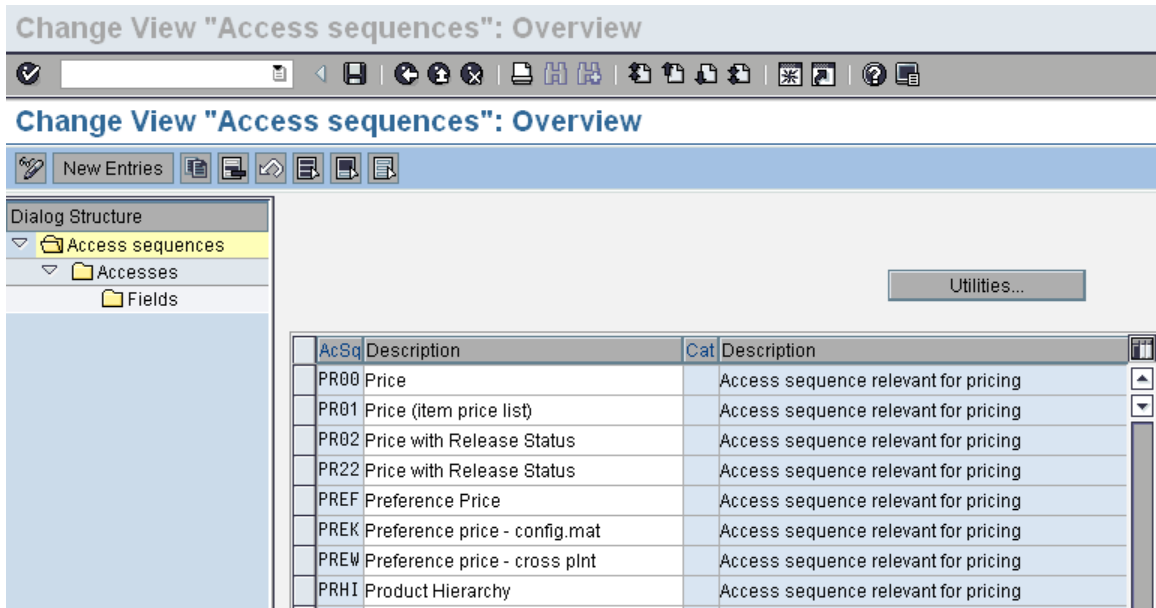 Change View "Access sequences": Overview
Change View "Access sequences": Overview
New Entries
Dialog Structure
Access sequences
Accesses
Fields
Utilities...
AcSq Description Cat Description
PR00 Price Access sequence relevant for pricing
PR01 Price (item price list) Access sequence relevant for pricing
PR02 Price with Release Status Access sequence relevant for pricing
PR22 Price with Release Status Access sequence relevant for pricing
PREF Preference Price Access sequence relevant for pricing
PREK Preference price - config.mat Access sequence relevant for pricing
PREW Preference price - cross plnt Access sequence relevant for pricing
PRHI Product Hierarchy Access sequence relevant for pricing